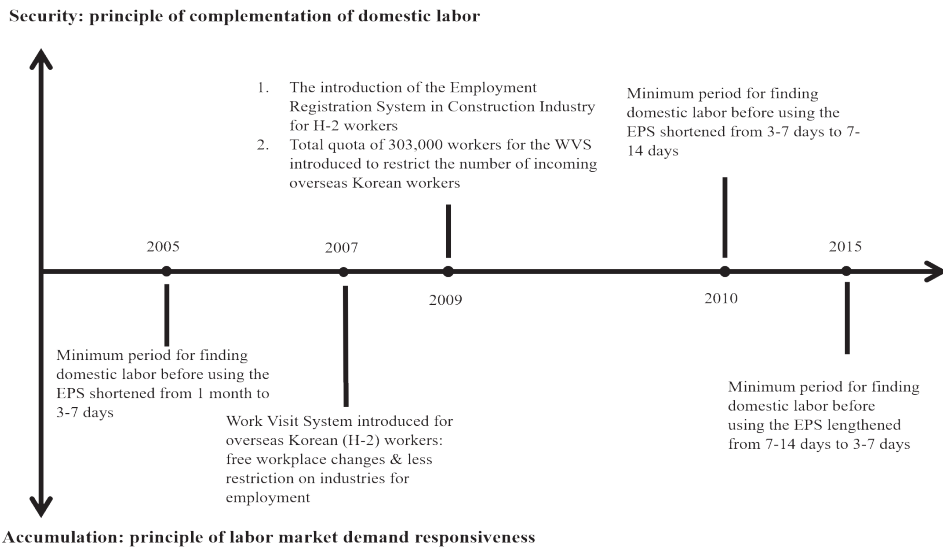 Security: principle of complementation of domestic labor
1. The introduction of the Employment
Registration System in Construction Industry
for H-2 workers
2. Total quota of 303,000 workers for the WVS
introduced to restrict the number of incoming
overseas Korean workers
Minimum period for finding
domestic labor before using the
EPS shortened from 3-7 days to 7-
14 days
2005
2007
2015
2009
2010
Minimum period for finding
domestic labor before using the
EPS shortened from 1 month to
3-7 days
Work Visit System introduced for
overseas Korean (H-2) workers:
free workplace changes & less
restriction on industries for
employment
Minimum period for finding
domestic labor before
using the EPS lengthened
from 7-14 days to 3-7 days
Accumulation: principle of labor market demand responsiveness